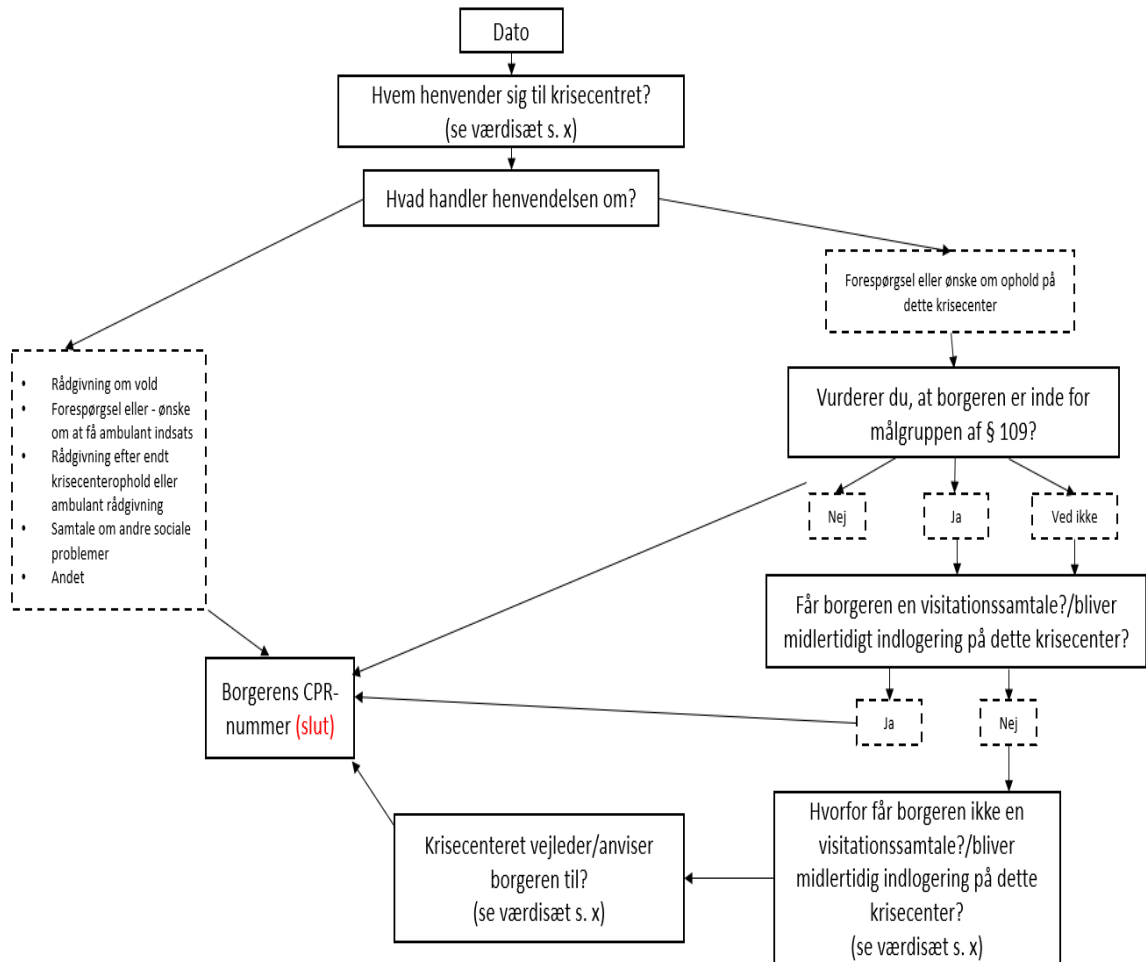 Dato
Hvem henvender sig til krisecentret?
(se værdisæt s. x)
Hvad handler henvendelsen om?
Forespørgsel eller ønske om ophold på
dette krisecenter
• Rådgivning om vold
• Forespørgsel eller - ønske
om at få ambulant indsats
• Rådgivning efter endt
krisecenterophold eller
ambulant rådgivning
• Samtale om andre sociale
problemer
• Andet
Vurderer du, at borgeren er inde for
målgruppen af § 109?
Nej
Ja
Ved ikke
Får borgeren en visitationssamtale?/bliver
midlertidigt indlogering på dette krisecenter?
Ja
Nej
Borgerens CPR-
nummer (slut)
Hvorfor får borgeren ikke en
visitationssamtale?/bliver
midlertidig indlogering på dette
krisecenter?
(se værdisæt s. x)
Krisecenteret vejleder/anviser
borgeren til?
(se værdisæt s. x)